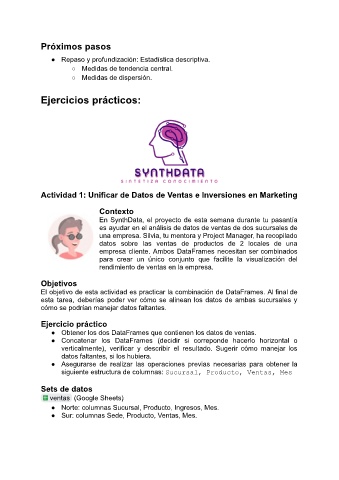 Próximos pasos
● Repaso y profundización: Estadística descriptiva.
○ Medidas de tendencia central.
○ Medidas de dispersión.
Ejercicios prácticos:
SYNTHDATA
SINTETIZA CONOCIMIENTO
Actividad 1: Unificar de Datos de Ventas e Inversiones en Marketing
Contexto
En SynthData, el proyecto de esta semana durante tu pasantía
es ayudar en el análisis de datos de ventas de dos sucursales de
una empresa. Silvia, tu mentora y Project Manager, ha recopilado
datos sobre las ventas de productos de 2 locales de una
empresa cliente. Ambos DataFrames necesitan ser combinados
para crear un único conjunto que facilite la visualización del
rendimiento de ventas en la empresa.
Objetivos
El objetivo de esta actividad es practicar la combinación de DataFrames. Al final de
esta tarea, deberías poder ver cómo se alinean los datos de ambas sucursales y
cómo se podrían manejar datos faltantes.
Ejercicio práctico
● Obtener los dos DataFrames que contienen los datos de ventas.
● Concatenar los DataFrames (decidir si corresponde hacerlo horizontal o
verticalmente), verificar y describir el resultado. Sugerir cómo manejar los
datos faltantes, si los hubiera.
● Asegurarse de realizar las operaciones previas necesarias para obtener la
siguiente estructura de columnas: Sucursal, Producto, Ventas, Mes
Sets de datos
ventas (Google Sheets)
● Norte: columnas Sucursal, Producto, Ingresos, Mes.
● Sur: columnas Sede, Producto, Ventas, Mes.